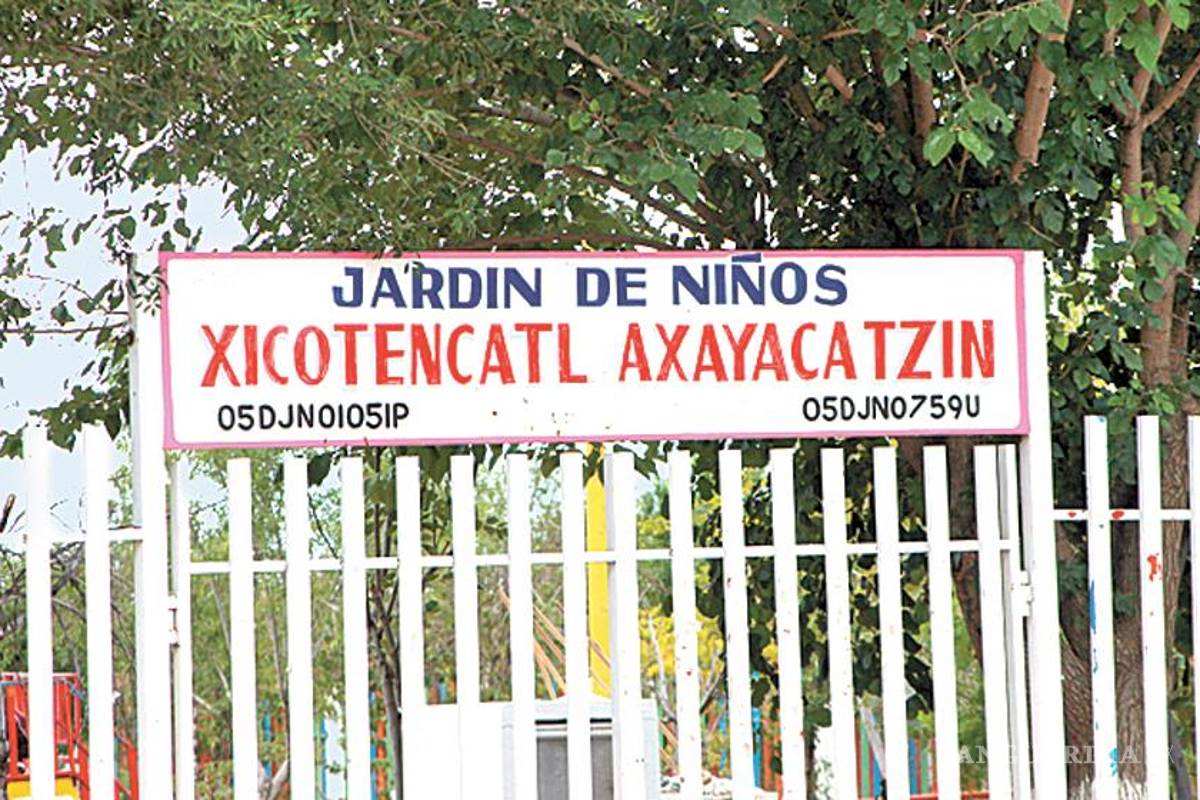 JARDIN DE NIÑOS
XICOTENCATL AXAYACATZIN
05DJN0105IP 05DJN0759U